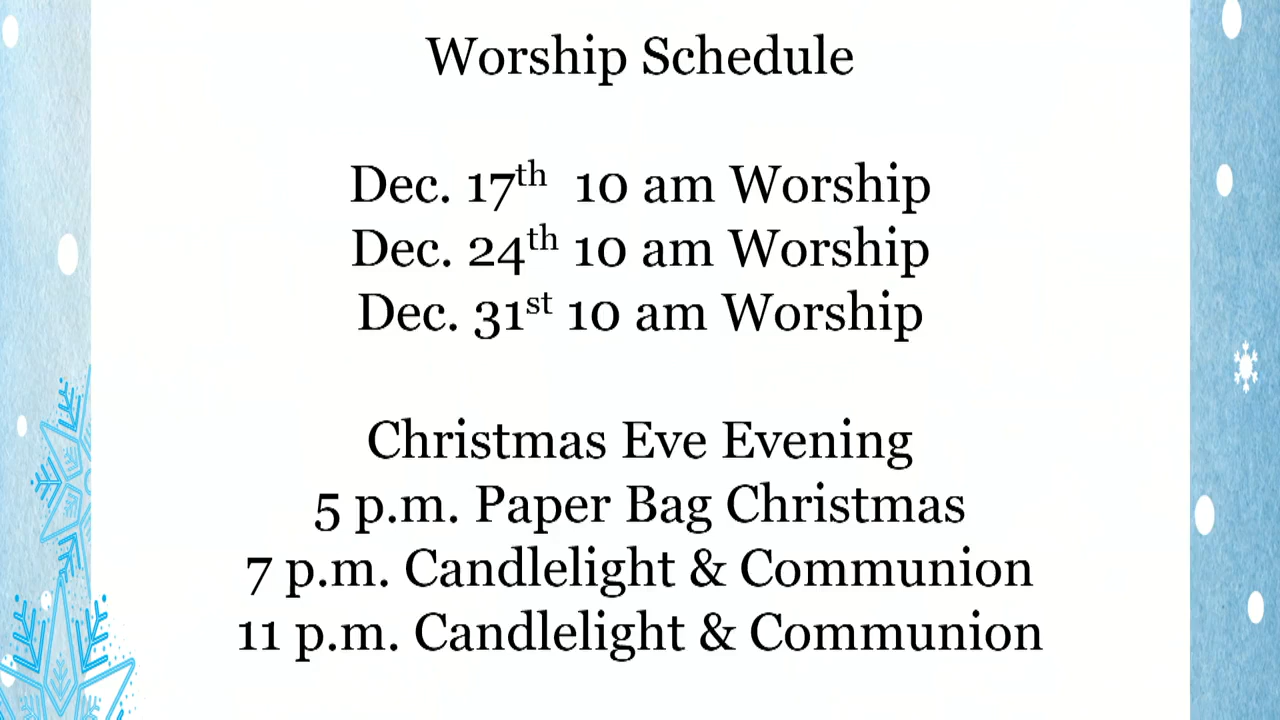 Worship Schedule
Dec. 17th 10 am Worship
Dec. 24th 10 am Worship
Dec. 31st 10 am Worship
Christmas Eve Evening
5 p.m. Paper Bag Christmas
7 p.m. Candlelight & Communion
11 p.m. Candlelight & Communion